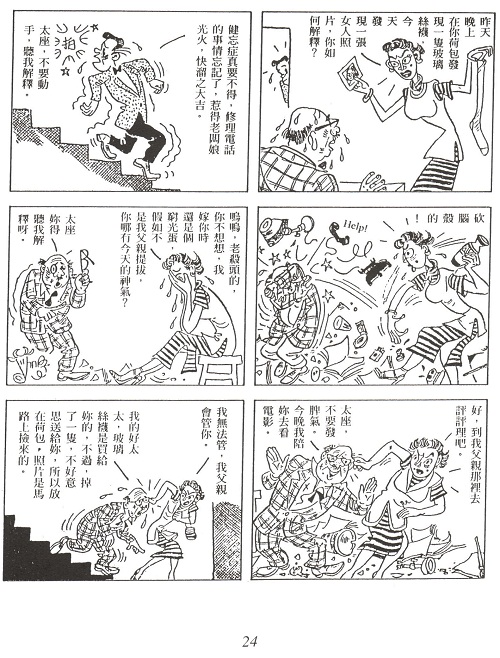 昨天
晚上
在你荷包發
現一隻玻璃
絲襪，今
天
發
現一張
女人照
片，你如
何解釋？
健忘症真要不得，修理電話
的事情忘記了，惹得老闆娘
光火，快溜之大吉。
拍
太座，不要動
手，聽我解釋。
砍腦殼的！
Help!
嗚嗚，老殺頭的，
你不想想，我
嫁你時
還是個
窮光蛋，
假如不
是我父親提拔，
你哪有今天的神氣？
太座
妳得
聽我解
釋呀。
好，到我父親那裡去
評評理吧。
太座，
不要發
脾氣。
今晚我陪
妳去看
電影。
我無法管，我父親
會管你。
我的好太
太，玻璃
絲襪是買給
妳的，不過，掉
了一隻，不好意
思送給妳，所以放
在荷包，照片是馬
路上撿來的。
24